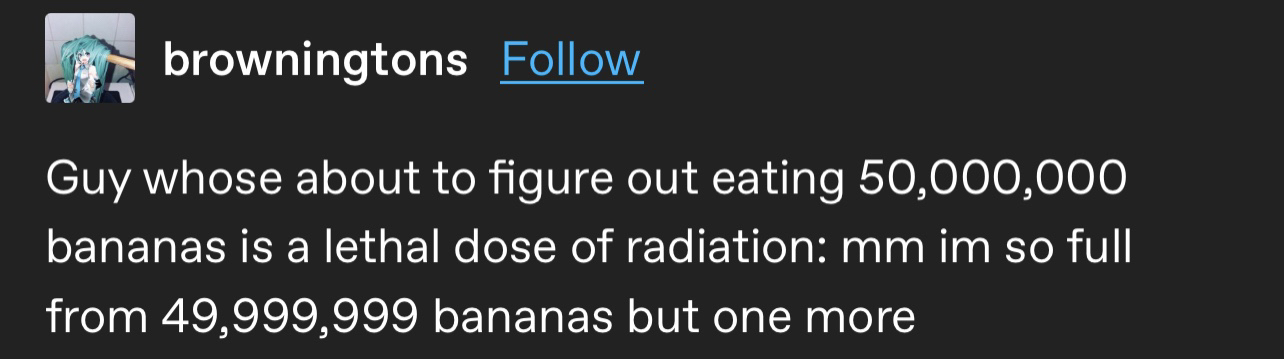 browningtons Follow
Guy whose about to figure out eating 50,000,000
bananas is a lethal dose of radiation: mm im so full
from 49,999,999 bananas but one more